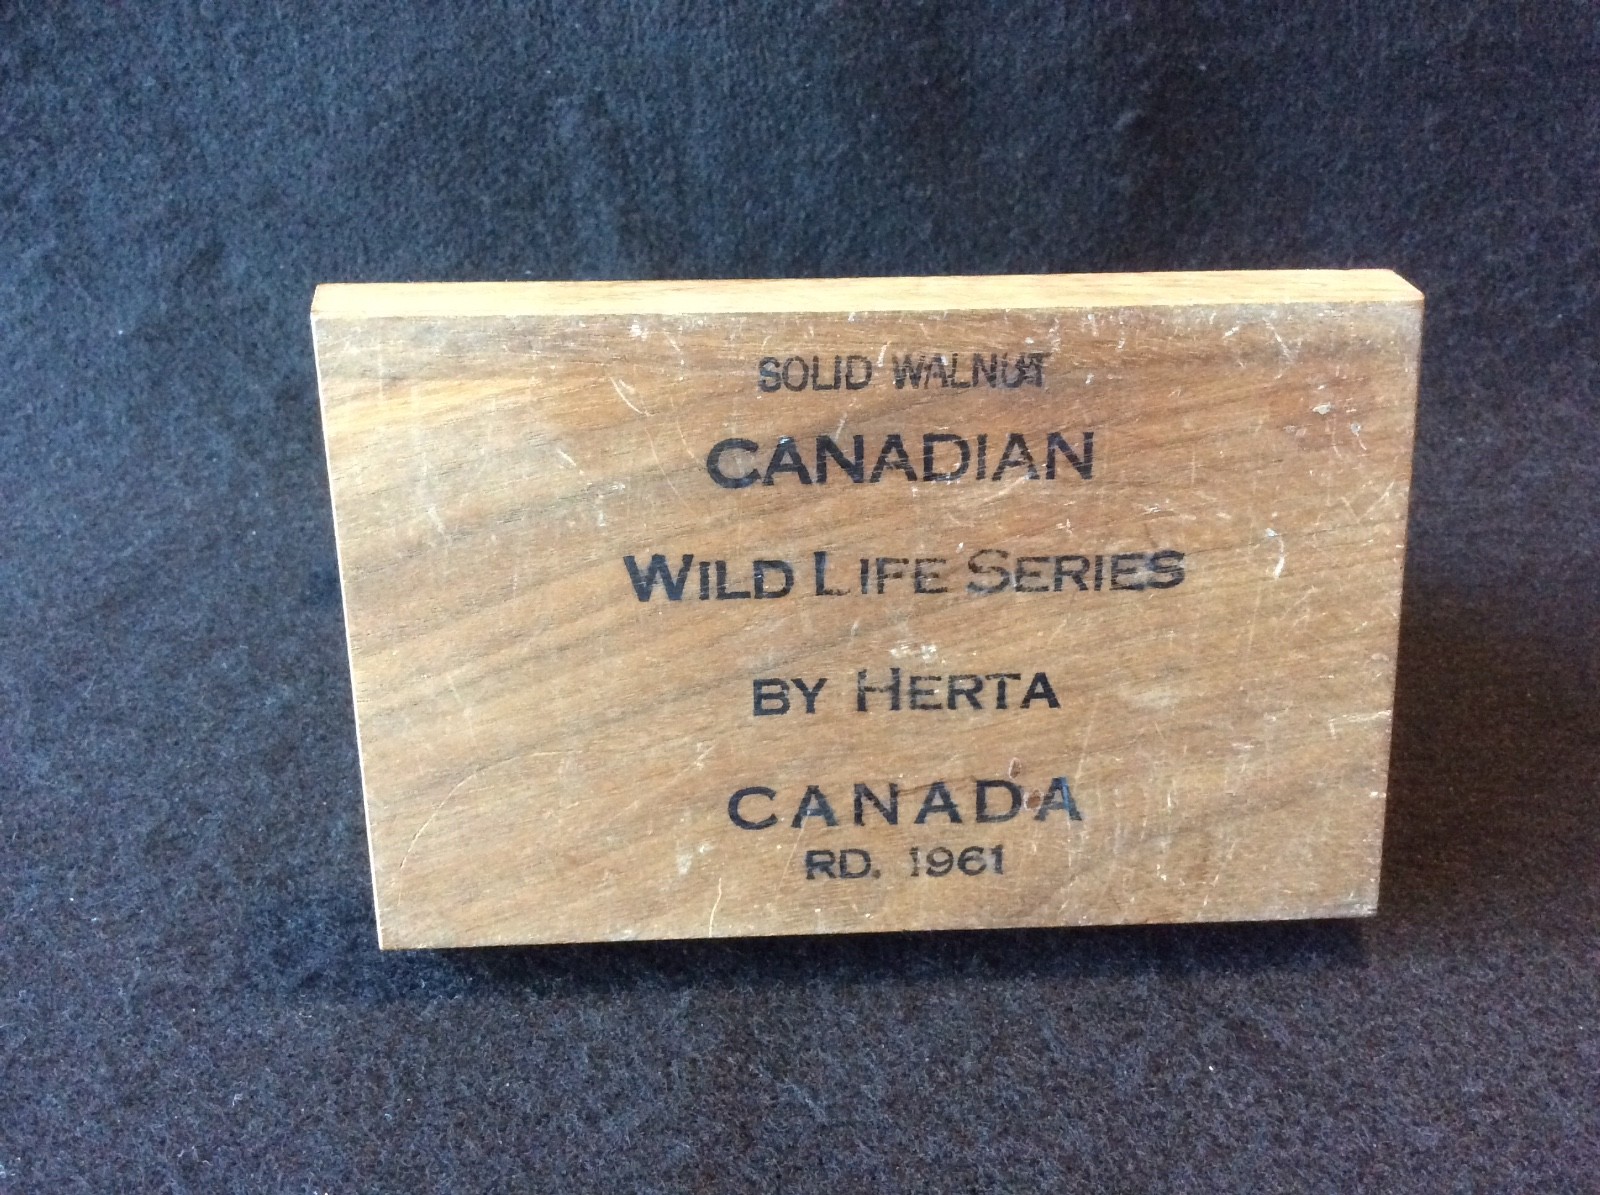 SOLID WALNUT
CANADIAN
WILD LIFE SERIES
BY HERTA
CANADA
RD. 1961